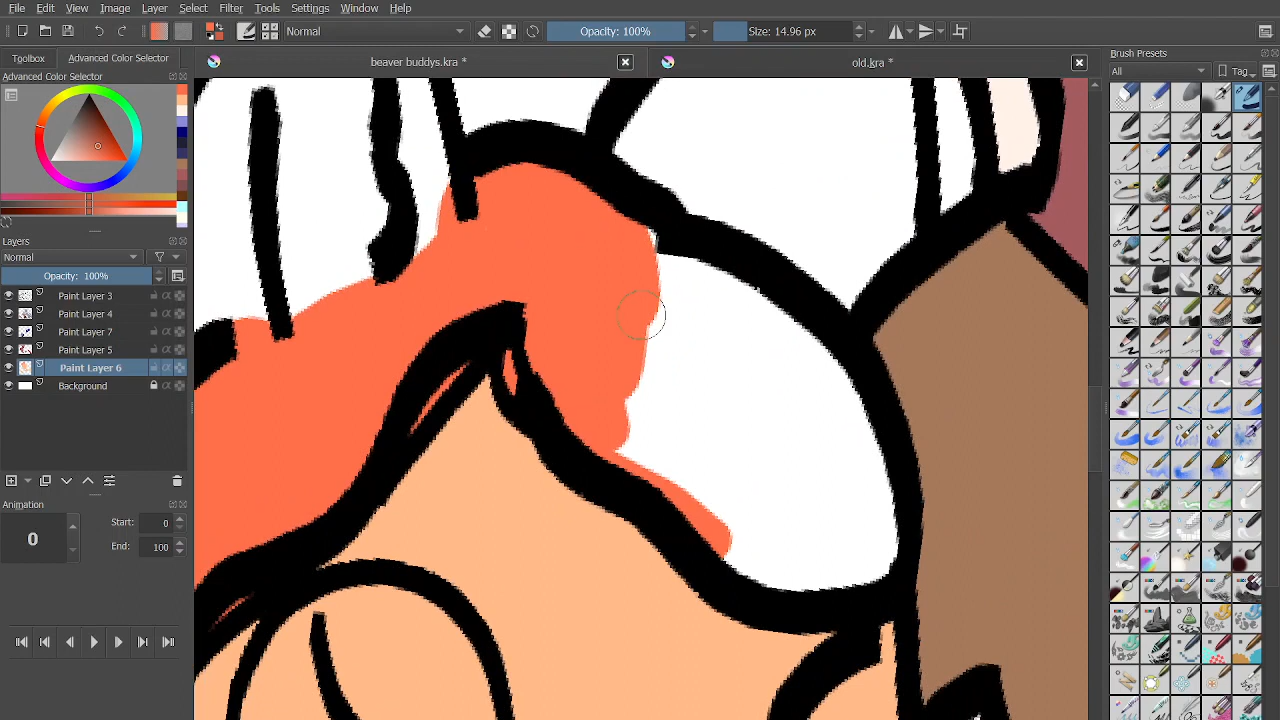 File Edit View Image Layer Select Filter Tools Settings Window Help
Normal Opacity: 100% Size: 14.96 px
Toolbox Advanced Color Selector beaver buddys.kds * old.kra * Brush Presets
Advanced Color Selector All Tag
Layers
Normal
Opacity: 100%
Paint Layer 3
Paint Layer 4
Paint Layer 7
Paint Layer 5
Paint Layer 6
Background
Animation
0 Start: 0
End: 100